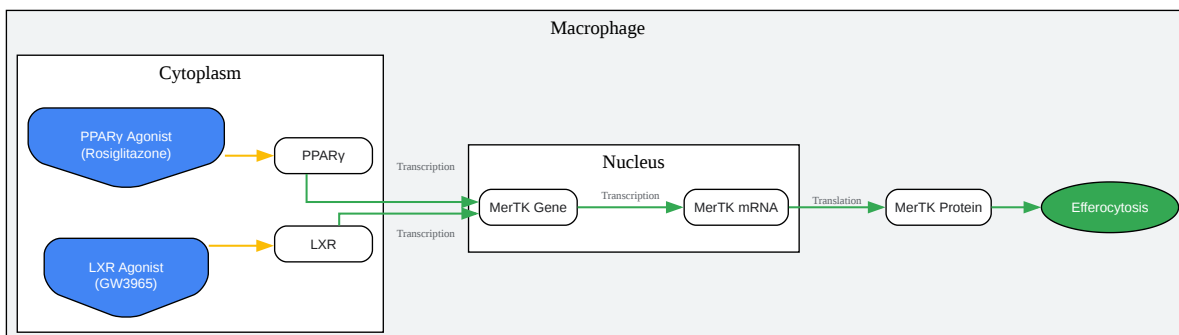 Macrophage
Cytoplasm
PPARγ Agonist
(Rosiglitazone)
PPARγ
Transcription
Nucleus
MerTK Gene
Transcription
MerTK mRNA
Translation
MerTK Protein
Efferocytosis
Transcription
LXR
LXR Agonist
(GW3965)